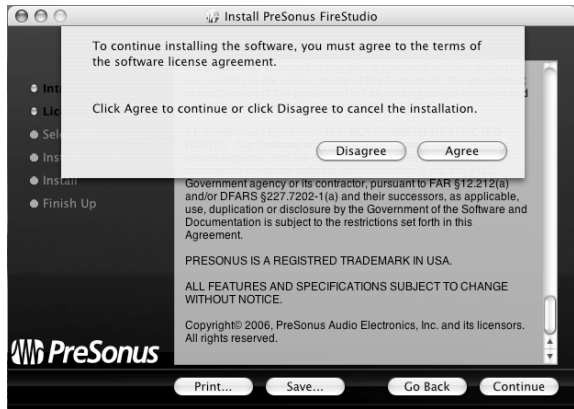 Install PreSonus FireStudio
To continue installing the software, you must agree to the terms of
the software license agreement.
Click Agree to continue or click Disagree to cancel the installation.
Disagree
Agree
Install
Finish Up
Government agency or its contractor, pursuant to FAR §12.212(a)
and/or DFARS §227.7202-1(a) and their successors, as applicable,
use, duplication or disclosure by the Government of the Software and
Documentation is subject to the restrictions set forth in this
Agreement.
PRESONUS IS A REGISTRED TRADEMARK IN USA.
ALL FEATURES AND SPECIFICATIONS SUBJECT TO CHANGE
WITHOUT NOTICE.
Copyright© 2006, PreSonus Audio Electronics, Inc. and its licensors.
All rights reserved.
PreSonus
Print...
Save...
Go Back
Continue